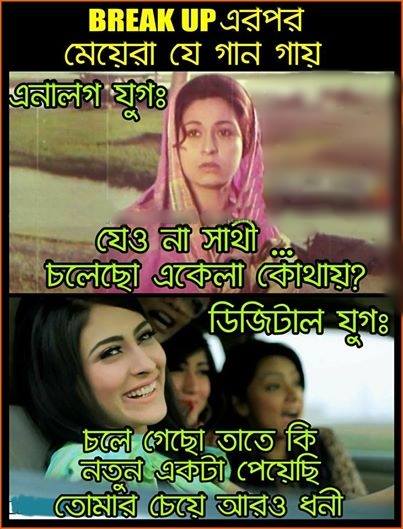 BREAK UP এরপর
মেয়েরা যে গান গায়
এনালগ যুগঃ
যেও না সাথী ...
চলেছো একেলা কোথায়?
ডিজিটাল যুগঃ
চলে গেছো তাতে কি
নতুন একটা পেয়েছি
তোমার চেয়ে আরও ধনী